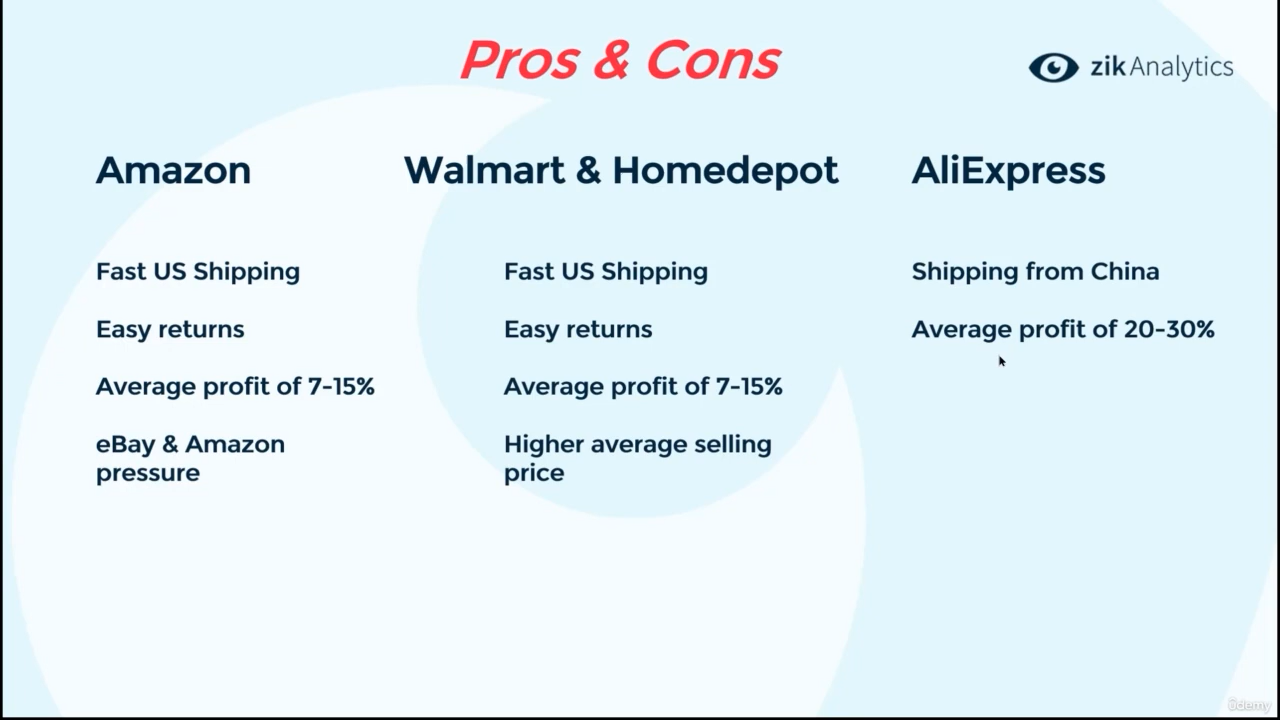 Pros & Cons
zik Analytics
Amazon
Fast US Shipping
Easy returns
Average profit of 7-15%
eBay & Amazon
pressure
Walmart & Homedepot
Fast US Shipping
Easy returns
Average profit of 7-15%
Higher average selling
price
AliExpress
Shipping from China
Average profit of 20-30%
ûdemy